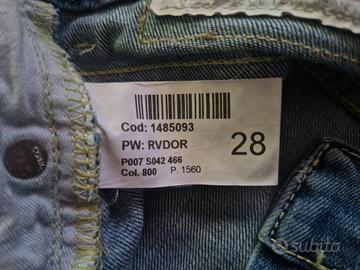 Cod: 1485093
PW: RVDOR
28
P007 S042 466
Col. 800 P. 1560
subito